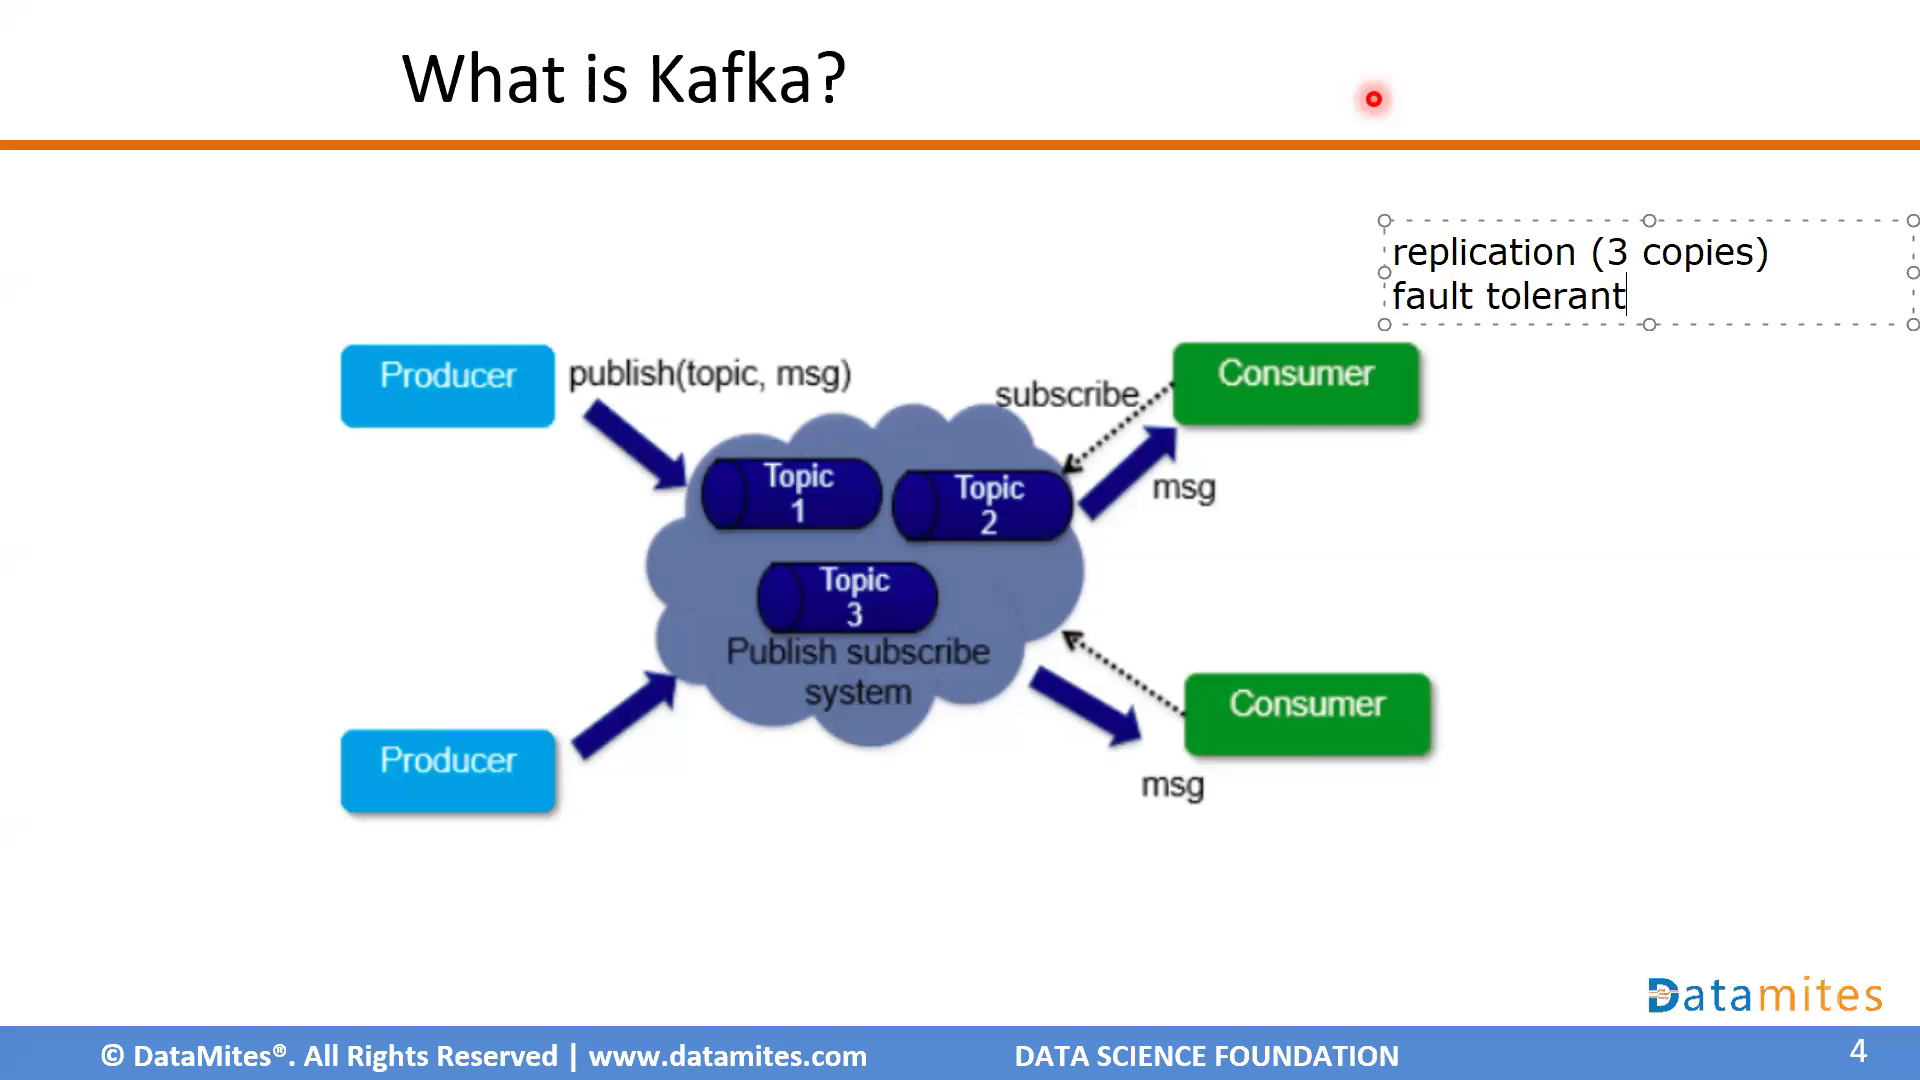 What is Kafka?
replication (3 copies)
fault tolerant
Producer
publish(topic, msg)
subscribe
Consumer
Topic
1
Topic
2
msg
Topic
3
Publish subscribe
system
Consumer
Producer
msg
Datamites
© DataMites®. All Rights Reserved | www.datamites.com
DATA SCIENCE FOUNDATION
4